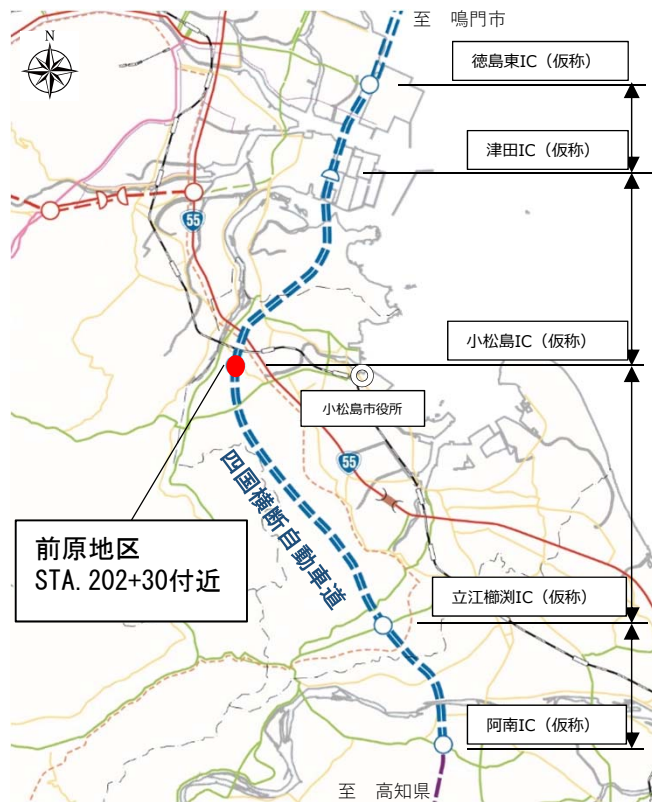 至 鳴門市
N
徳島東IC（仮称）
津田IC（仮称）
55
小松島IC（仮称）
小松島市役所
四国横断自動車道
55
前原地区
STA.202+30付近
立江櫛渕IC（仮称）
阿南IC（仮称）
至 高知県